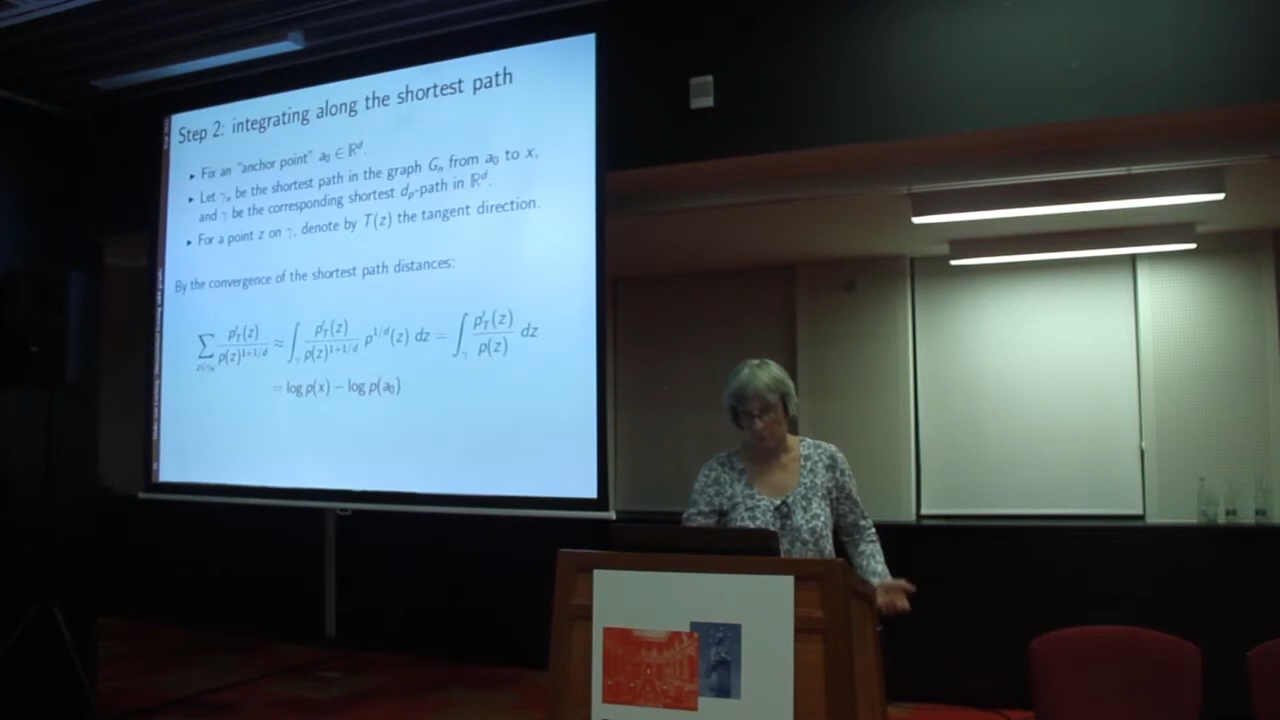 Step 2: integrating along the shortest path
▸ Fix an "anchor point" a₀ ∈ ℝᵈ.
▸ Let γₙ be the shortest path in the graph Gₙ from a₀ to x,
and γ be the corresponding shortest dₚ-path in ℝᵈ.
▸ For a point z on γ, denote by T(z) the tangent direction.
By the convergence of the shortest path distances:
∑_{z∈γₙ} p'_T(z) / p(z)^{1+1/d} ≈ ∫_γ p'_T(z) / p(z)^{1+1/d} p^{1/d}(z) dz = ∫_γ p'_T(z) / p(z) dz
= log p(x) − log p(a₀)